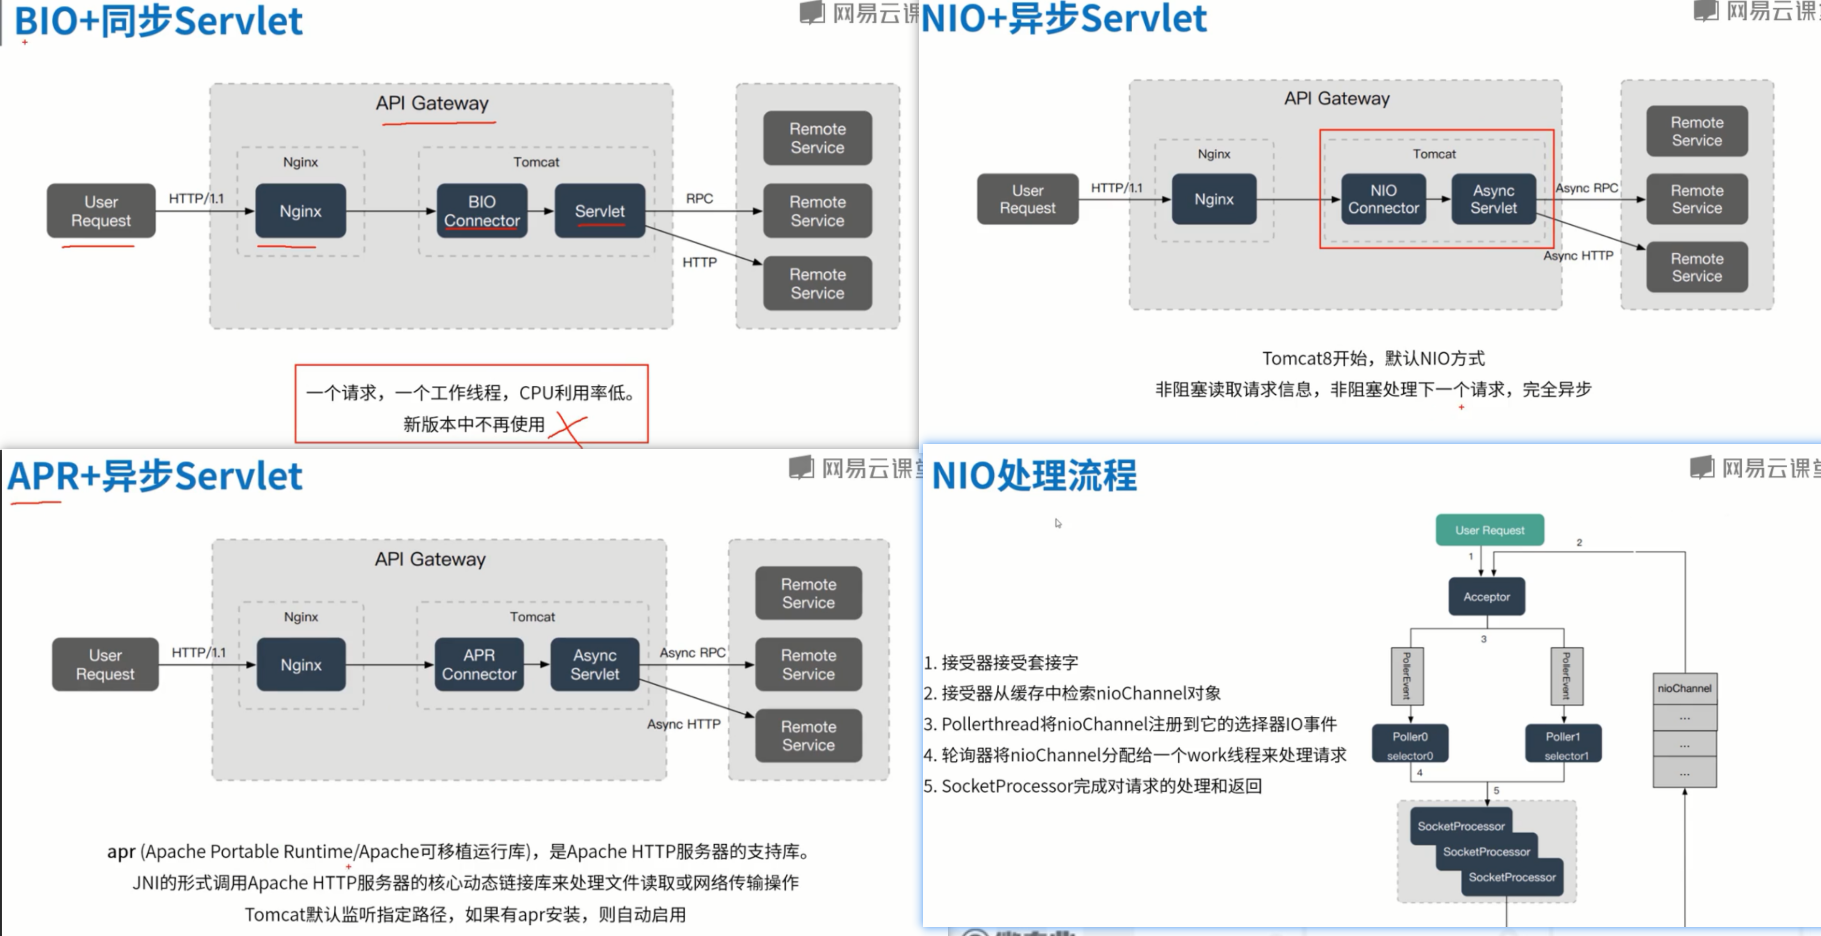 BIO+同步Servlet
网易云课
API Gateway
Nginx
Tomcat
User
Request
HTTP/1.1
Nginx
BIO
Connector
Servlet
RPC
HTTP
Remote
Service
Remote
Service
Remote
Service
一个请求，一个工作线程，CPU利用率低。
新版本中不再使用
NIO+异步Servlet
网易云课
API Gateway
Nginx
Tomcat
User
Request
HTTP/1.1
Nginx
NIO
Connector
Async
Servlet
Async RPC
Async HTTP
Remote
Service
Remote
Service
Remote
Service
Tomcat8开始，默认NIO方式
非阻塞读取请求信息，非阻塞处理下一个请求，完全异步
APR+异步Servlet
网易云课
API Gateway
Nginx
Tomcat
User
Request
HTTP/1.1
Nginx
APR
Connector
Async
Servlet
Async RPC
Async HTTP
Remote
Service
Remote
Service
Remote
Service
apr (Apache Portable Runtime/Apache可移植运行库)，是Apache HTTP服务器的支持库。
JNI的形式调用Apache HTTP服务器的核心动态链接库来处理文件读取或网络传输操作
Tomcat默认监听指定路径，如果有apr安装，则自动启用
NIO处理流程
网易云课堂
1. 接受器接受套接字
2. 接受器从缓存中检索nioChannel对象
3. Pollerthread将nioChannel注册到它的选择器IO事件
4. 轮询器将nioChannel分配给一个work线程来处理请求
5. SocketProcessor完成对请求的处理和返回
User Request
1
2
Acceptor
3
PollerEvent
PollerEvent
nioChannel
...
...
...
Poller0
selector0
Poller1
selector1
4
5
SocketProcessor
SocketProcessor
SocketProcessor